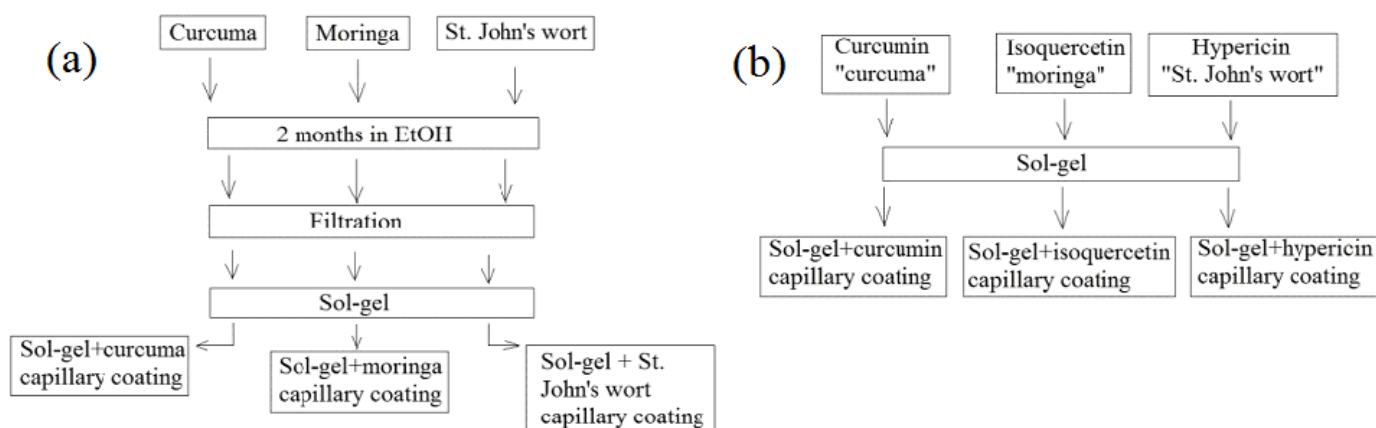 (a)
Curcuma
Moringa
St. John's wort
2 months in EtOH
Filtration
Sol-gel
Sol-gel+curcuma
capillary coating
Sol-gel+moringa
capillary coating
Sol-gel + St.
John's wort
capillary coating
(b)
Curcumin
"curcuma"
Isoquercetin
"moringa"
Hypericin
"St. John's wort"
Sol-gel
Sol-gel+curcumin
capillary coating
Sol-gel+isoquercetin
capillary coating
Sol-gel+hypericin
capillary coating